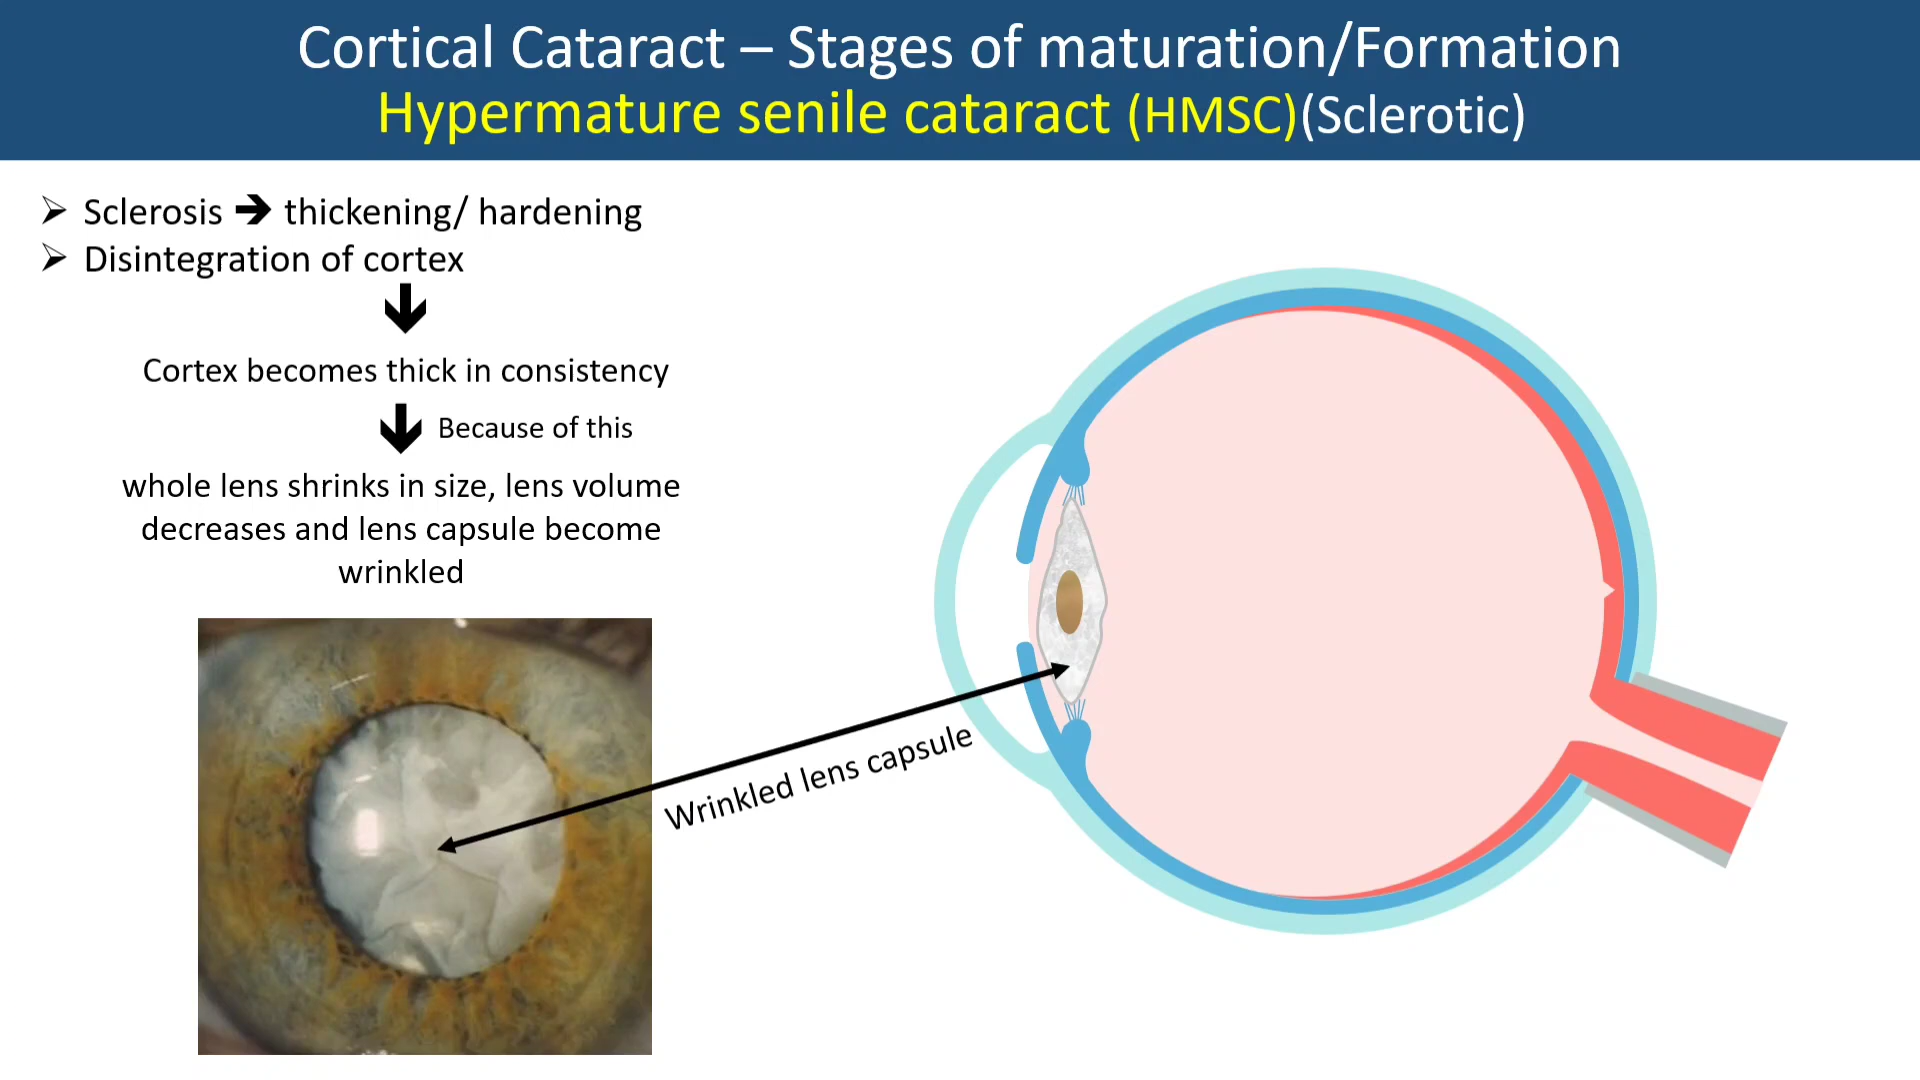 Cortical Cataract – Stages of maturation/Formation
Hypermature senile cataract (HMSC)(Sclerotic)
➢ Sclerosis ➔ thickening/ hardening
➢ Disintegration of cortex
Cortex becomes thick in consistency
Because of this
whole lens shrinks in size, lens volume
decreases and lens capsule become
wrinkled
Wrinkled lens capsule